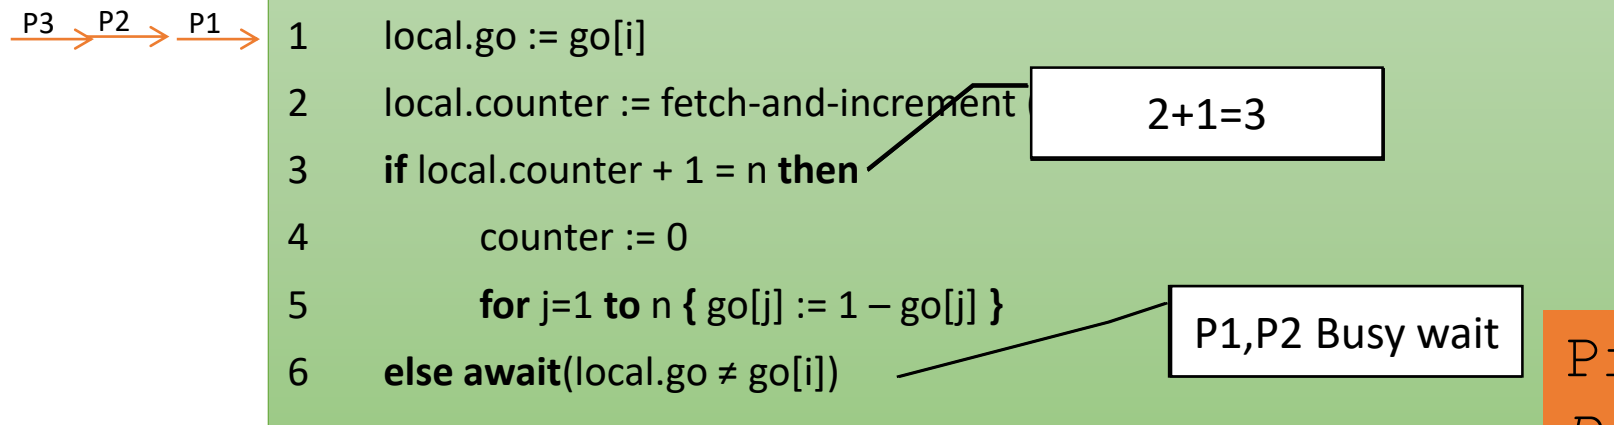 P3 P2 P1
1 local.go := go[i]
2 local.counter := fetch-and-increment (
2+1=3
3 if local.counter + 1 = n then
4 counter := 0
5 for j=1 to n { go[j] := 1 – go[j] }
P1,P2 Busy wait
6 else await(local.go ≠ go[i])